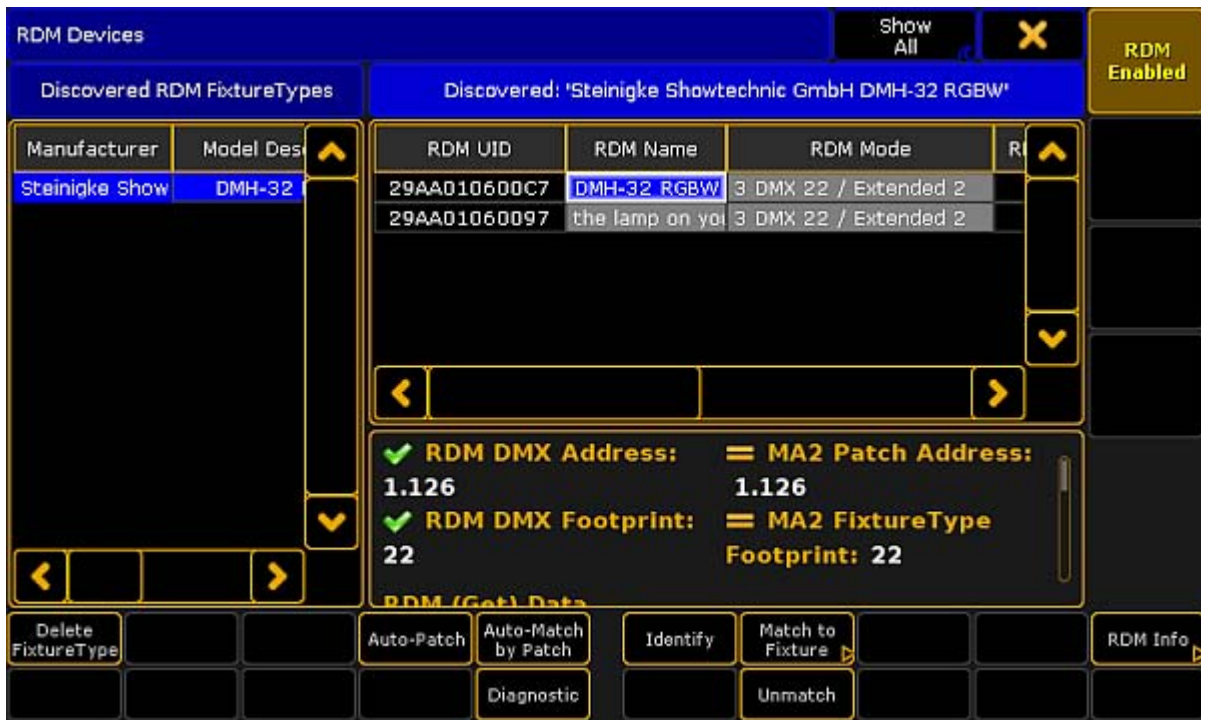 RDM Devices
Show
All
RDM
Enabled
Discovered RDM FixtureTypes
Discovered: 'Steinigke Showtechnic GmbH DMH-32 RGBW'
Manufacturer Model Des
RDM UID RDM Name RDM Mode R
Steinigke Show DMH-32
29AA010600C7 DMH-32 RGBW 3 DMX 22 / Extended 2
29AA01060097 the lamp on you 3 DMX 22 / Extended 2
RDM DMX Address: = MA2 Patch Address:
1.126 1.126
RDM DMX Footprint: = MA2 FixtureType
22 Footprint: 22
RDM (Get) Data
Delete
FixtureType
Auto-Patch
Auto-Match
by Patch
Identify
Match to
Fixture
RDM Info
Diagnostic
Unmatch